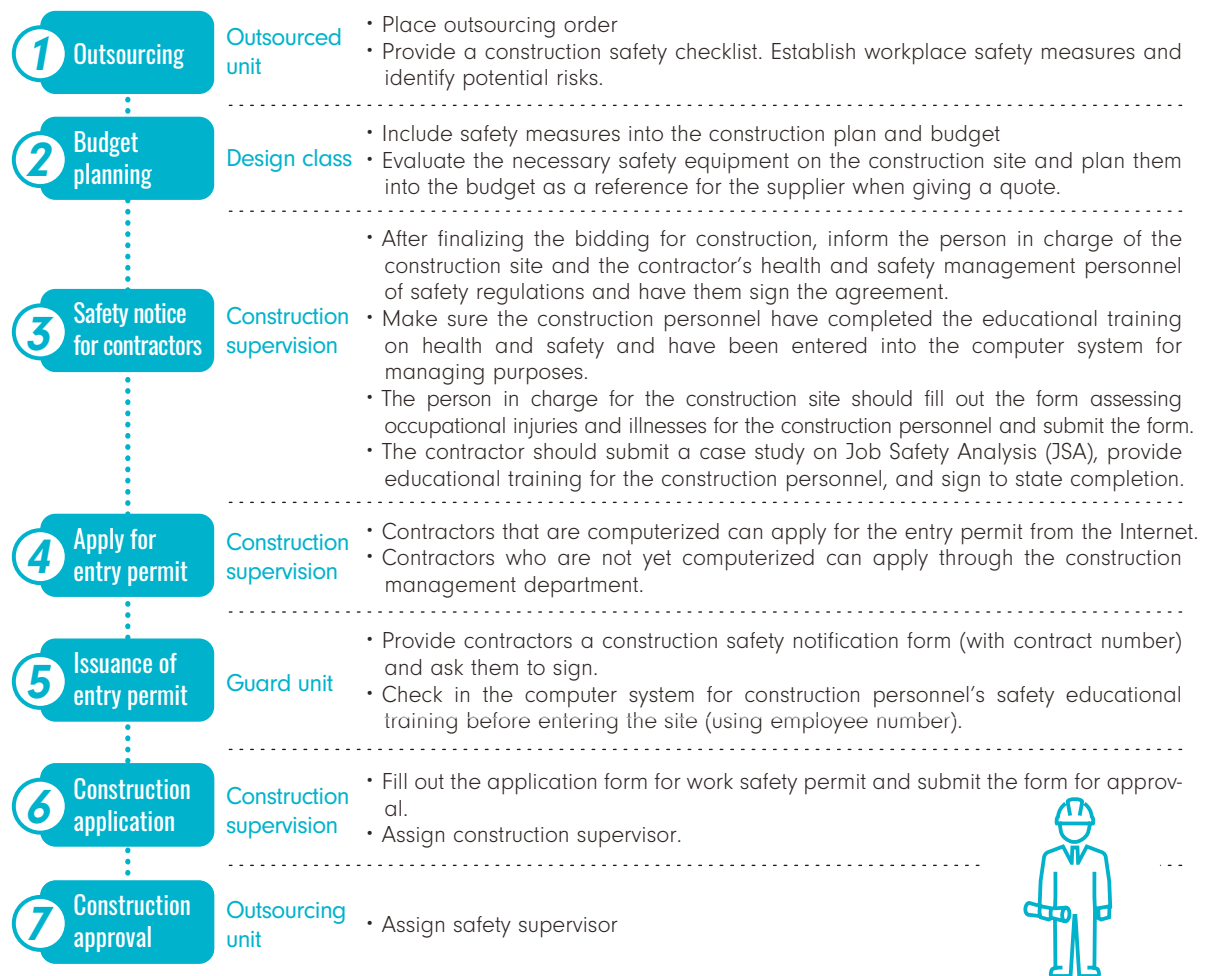 1
Outsourcing
Outsourced
unit
• Place outsourcing order
• Provide a construction safety checklist. Establish workplace safety measures and
identify potential risks.
2
Budget
planning
Design class
• Include safety measures into the construction plan and budget
• Evaluate the necessary safety equipment on the construction site and plan them
into the budget as a reference for the supplier when giving a quote.
3
Safety notice
for contractors
Construction
supervision
• After finalizing the bidding for construction, inform the person in charge of the
construction site and the contractor's health and safety management personnel
of safety regulations and have them sign the agreement.
• Make sure the construction personnel have completed the educational training
on health and safety and have been entered into the computer system for
managing purposes.
• The person in charge for the construction site should fill out the form assessing
occupational injuries and illnesses for the construction personnel and submit the form.
• The contractor should submit a case study on Job Safety Analysis (JSA), provide
educational training for the construction personnel, and sign to state completion.
4
Apply for
entry permit
Construction
supervision
• Contractors that are computerized can apply for the entry permit from the Internet.
• Contractors who are not yet computerized can apply through the construction
management department.
5
Issuance of
entry permit
Guard unit
• Provide contractors a construction safety notification form (with contract number)
and ask them to sign.
• Check in the computer system for construction personnel's safety educational
training before entering the site (using employee number).
6
Construction
application
Construction
supervision
• Fill out the application form for work safety permit and submit the form for approv-
al.
• Assign construction supervisor.
7
Construction
approval
Outsourcing
unit
• Assign safety supervisor